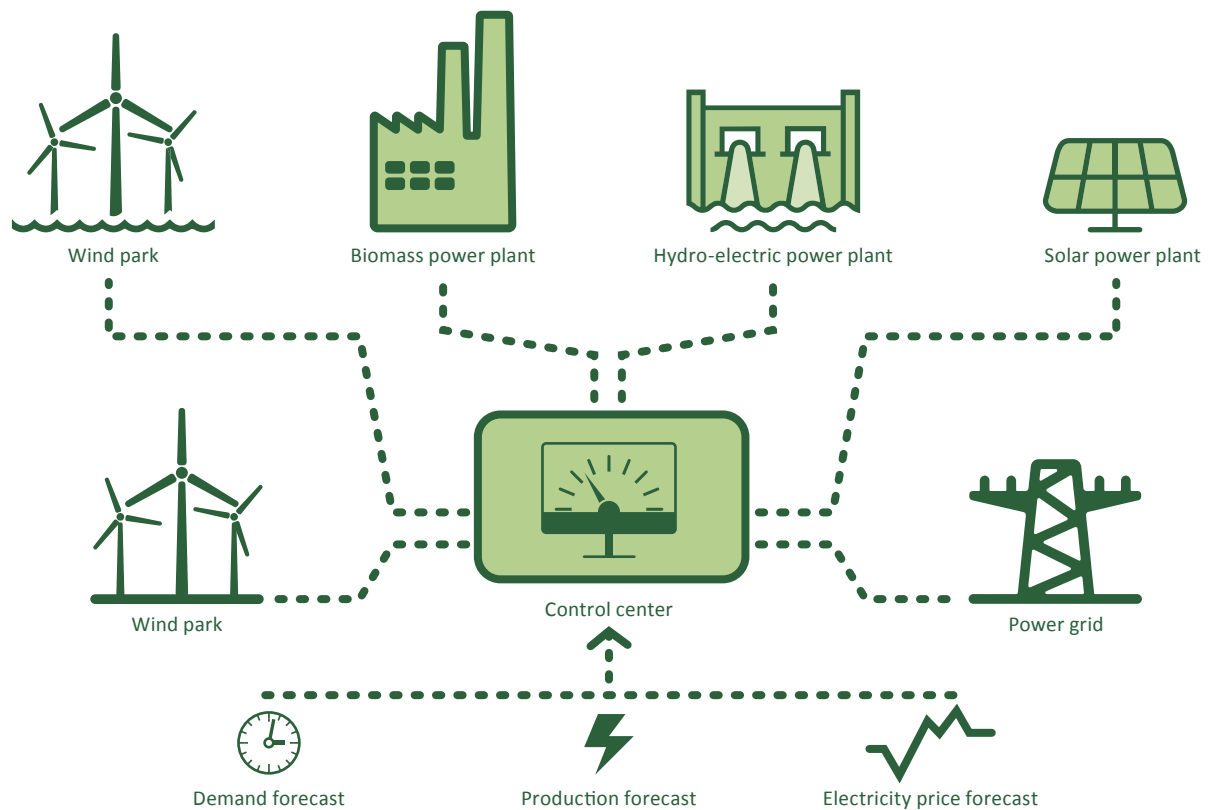 Wind park
Biomass power plant
Hydro-electric power plant
Solar power plant
Wind park
Control center
Power grid
Demand forecast
Production forecast
Electricity price forecast